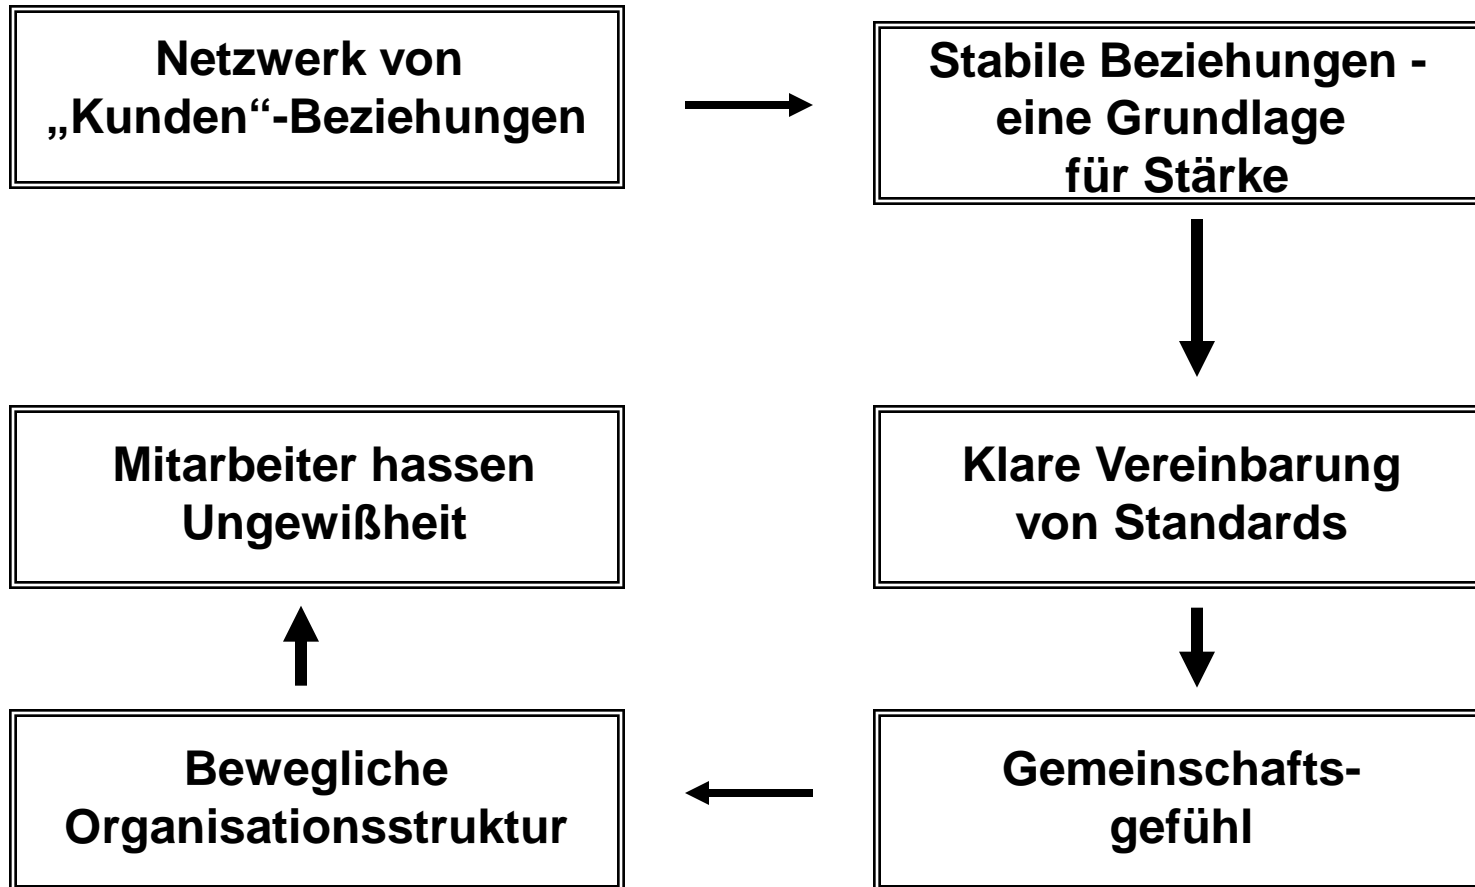 Netzwerk von
„Kunden“-Beziehungen
Stabile Beziehungen -
eine Grundlage
für Stärke
Klare Vereinbarung
von Standards
Gemeinschafts-
gefühl
Bewegliche
Organisationsstruktur
Mitarbeiter hassen
Ungewißheit